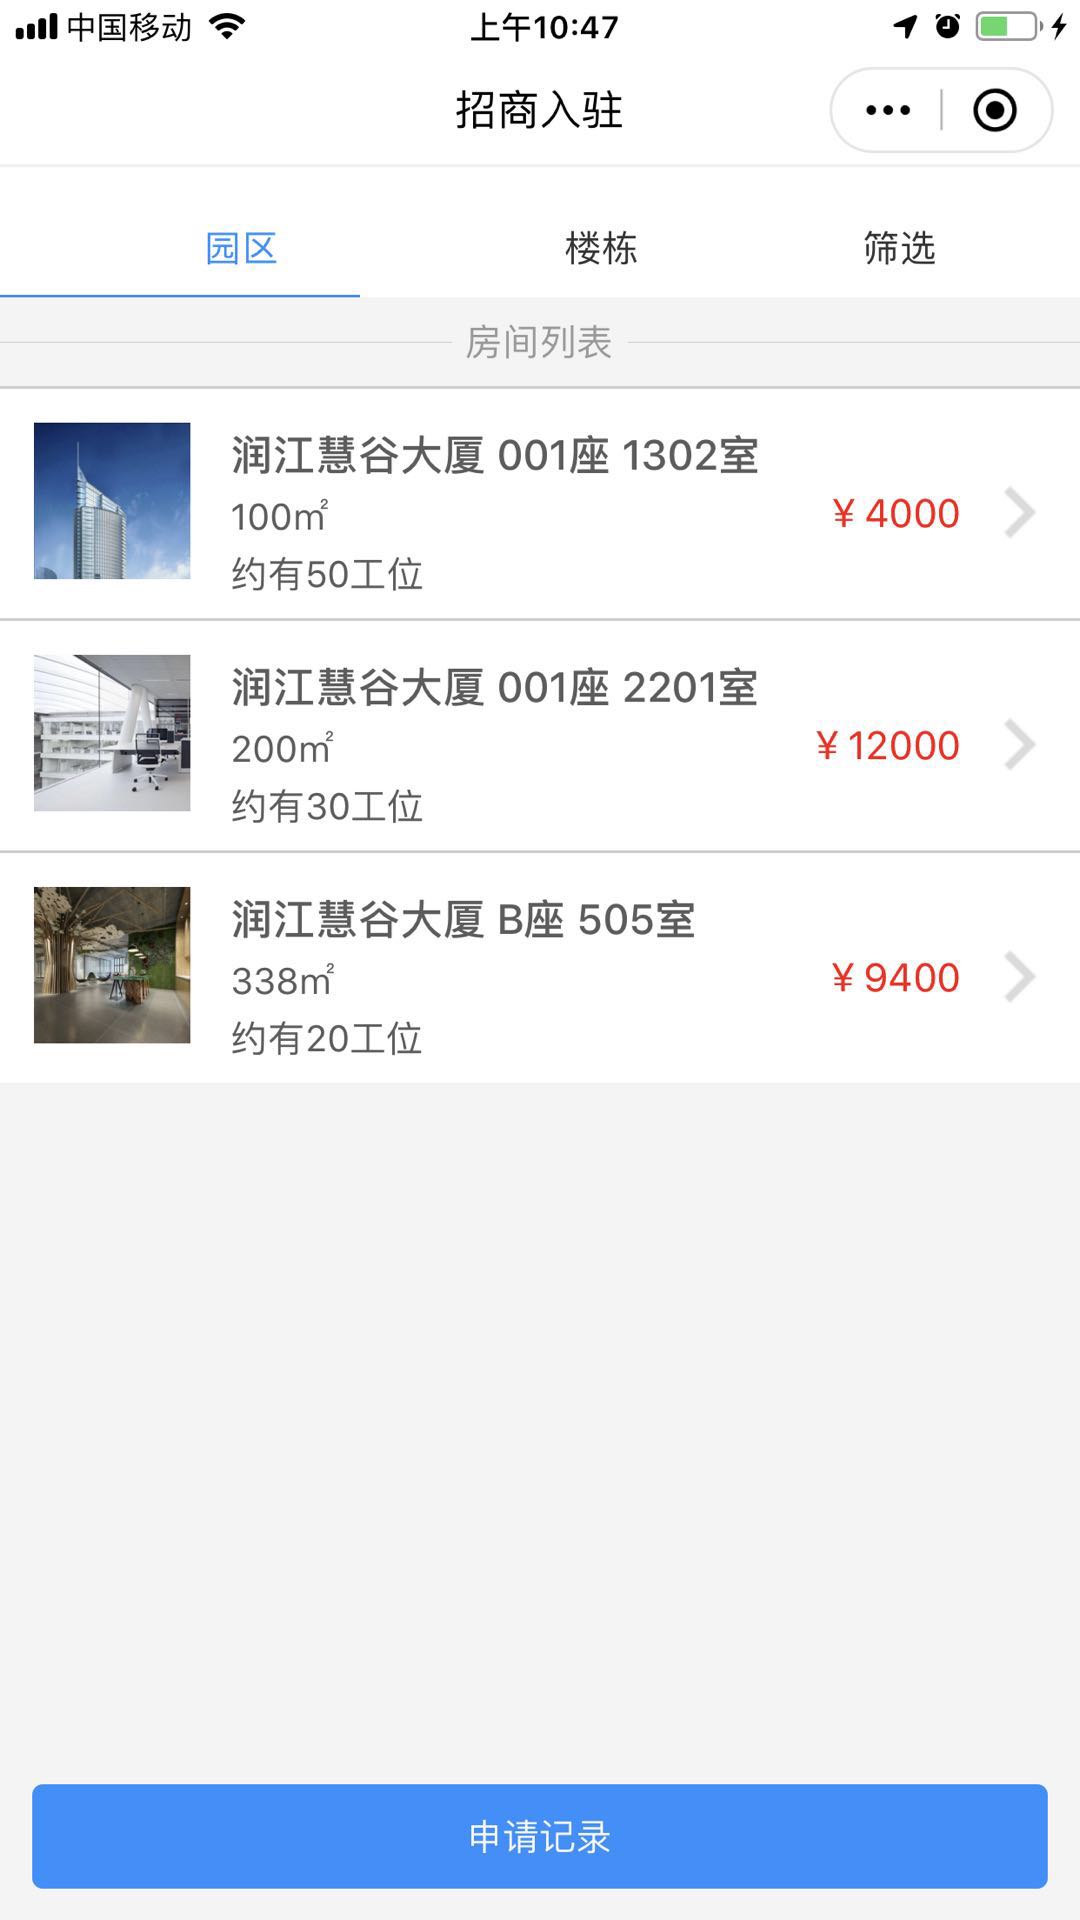 中国移动
上午10:47
招商入驻
园区 楼栋 筛选
房间列表
润江慧谷大厦 001座 1302室
100㎡
¥ 4000
约有50工位
润江慧谷大厦 001座 2201室
200㎡
¥ 12000
约有30工位
润江慧谷大厦 B座 505室
338㎡
¥ 9400
约有20工位
申请记录